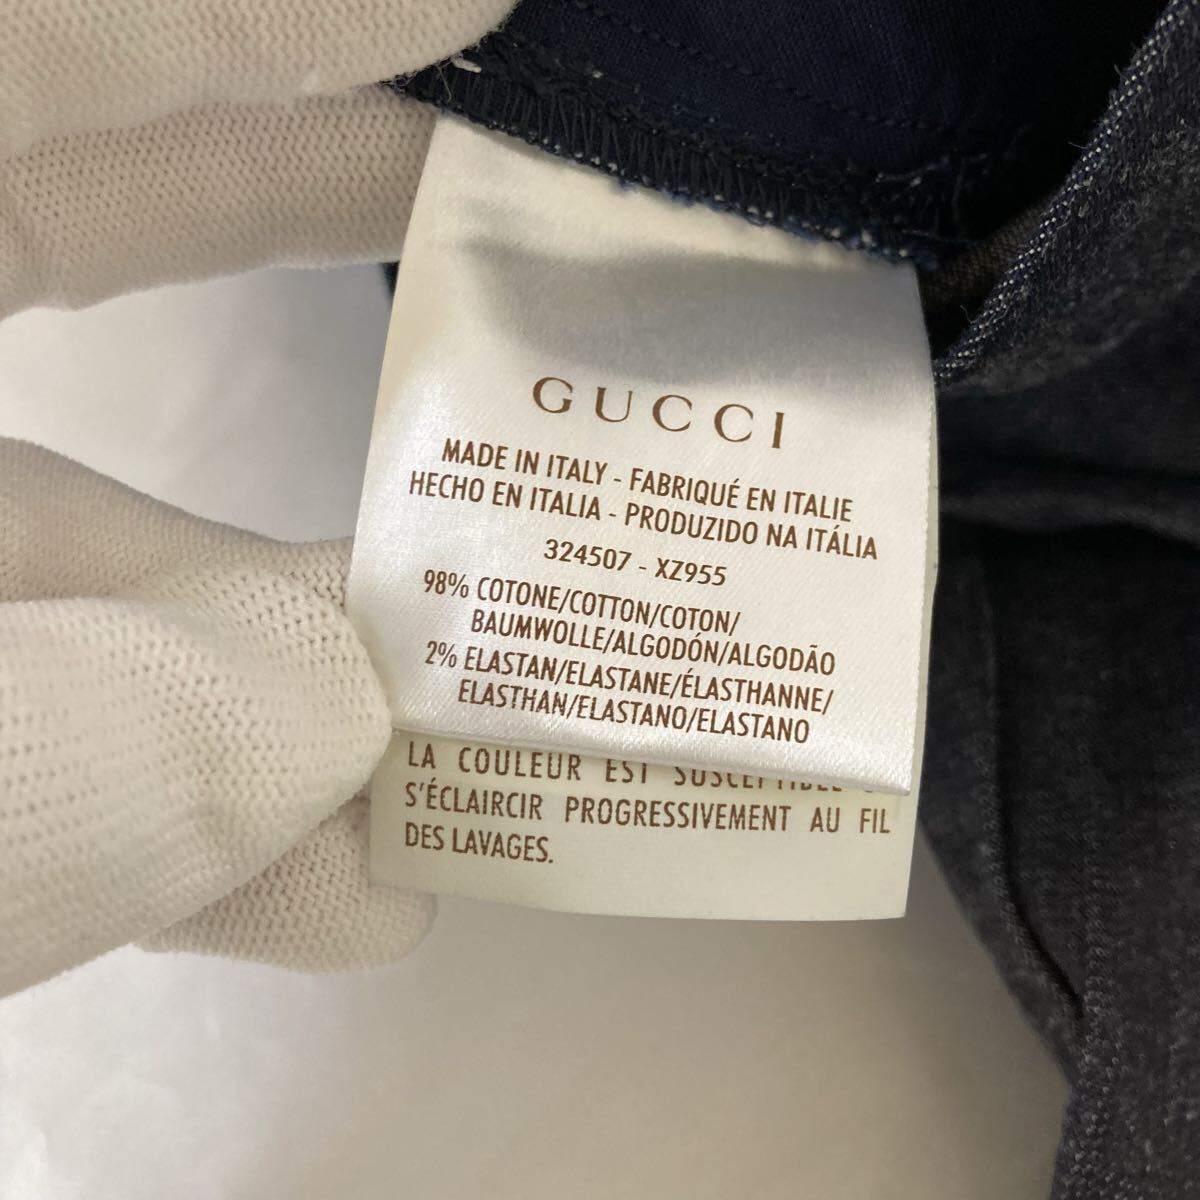 GUCCI
MADE IN ITALY - FABRIQUÉ EN ITALIE
HECHO EN ITALIA - PRODUZIDO NA ITÁLIA
324507 - XZ955
98% COTONE/COTTON/COTON/
BAUMWOLLE/ALGODÓN/ALGODÃO
2% ELASTAN/ELASTANE/ÉLASTHANNE/
ELASTHAN/ELASTANO/ELASTANO
LA COULEUR EST SUSCEPTIBLE
S'ÉCLAIRCIR PROGRESSIVEMENT AU FIL
DES LAVAGES.